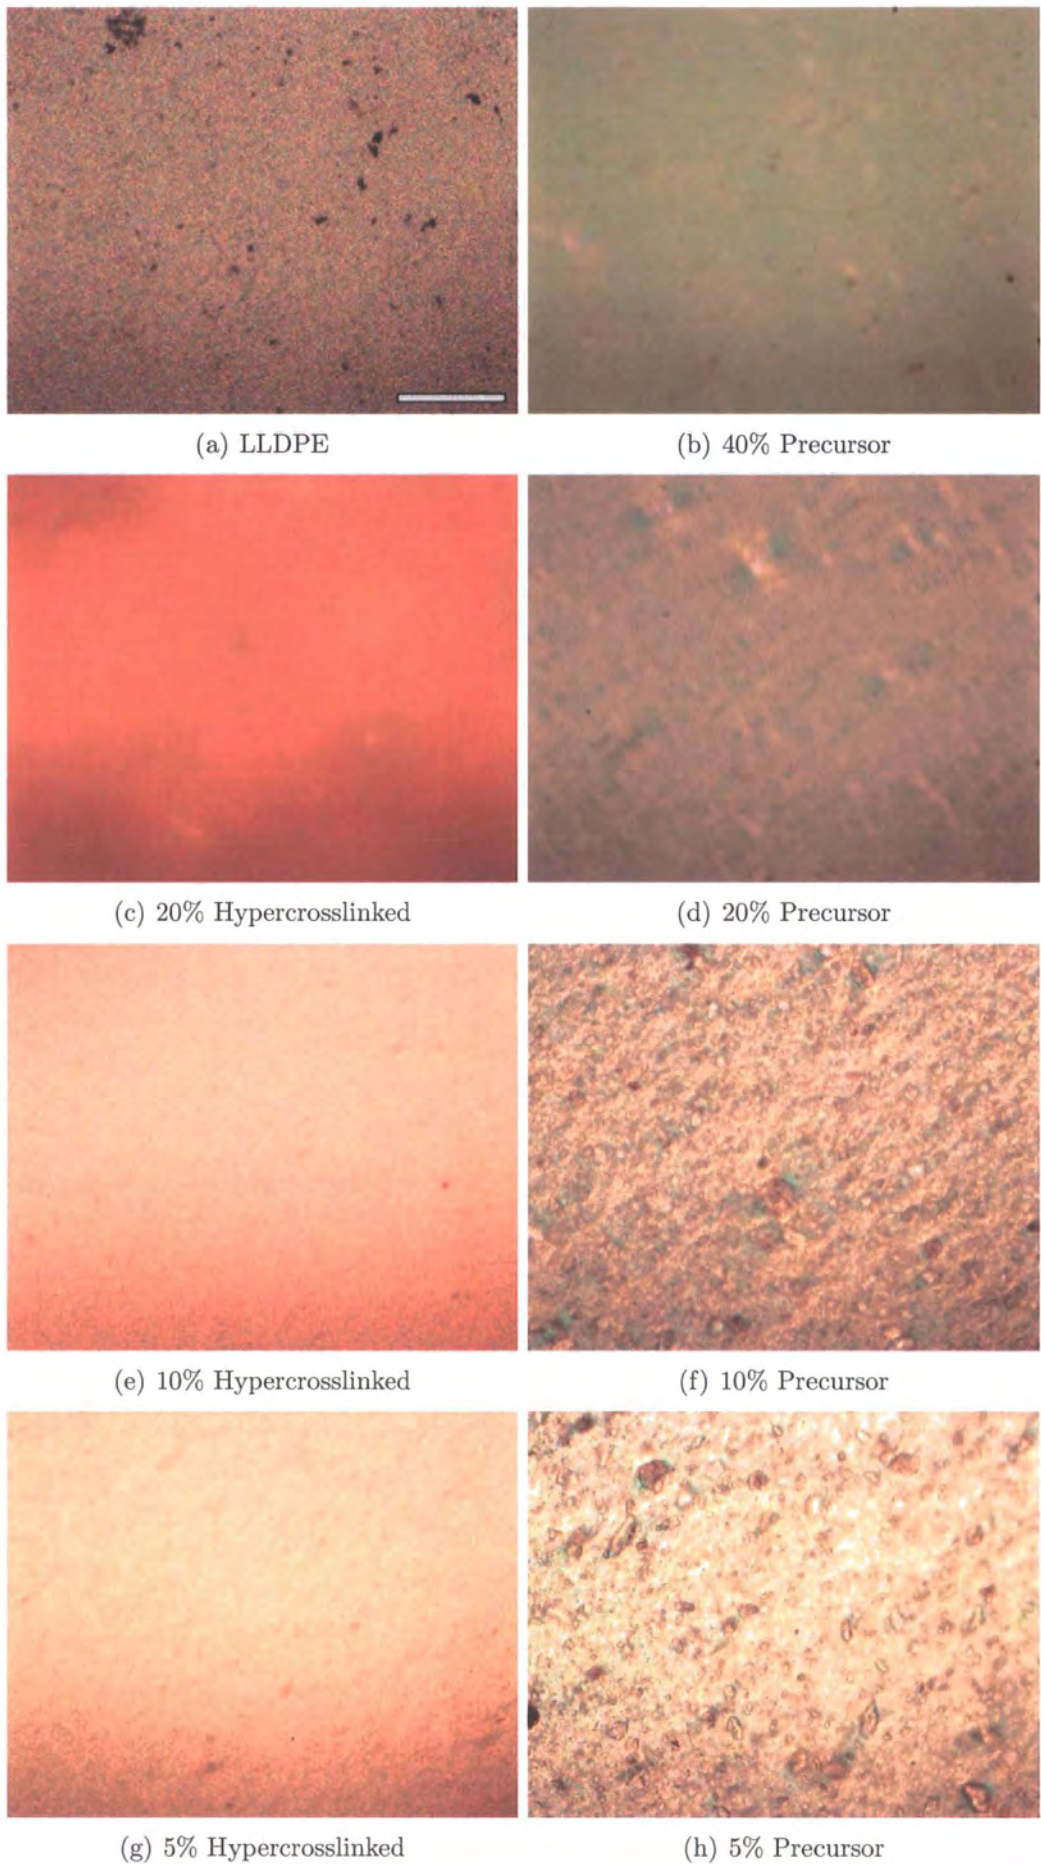 (a) LLDPE
(b) 40% Precursor
(c) 20% Hypercrosslinked
(d) 20% Precursor
(e) 10% Hypercrosslinked
(f) 10% Precursor
(g) 5% Hypercrosslinked
(h) 5% Precursor